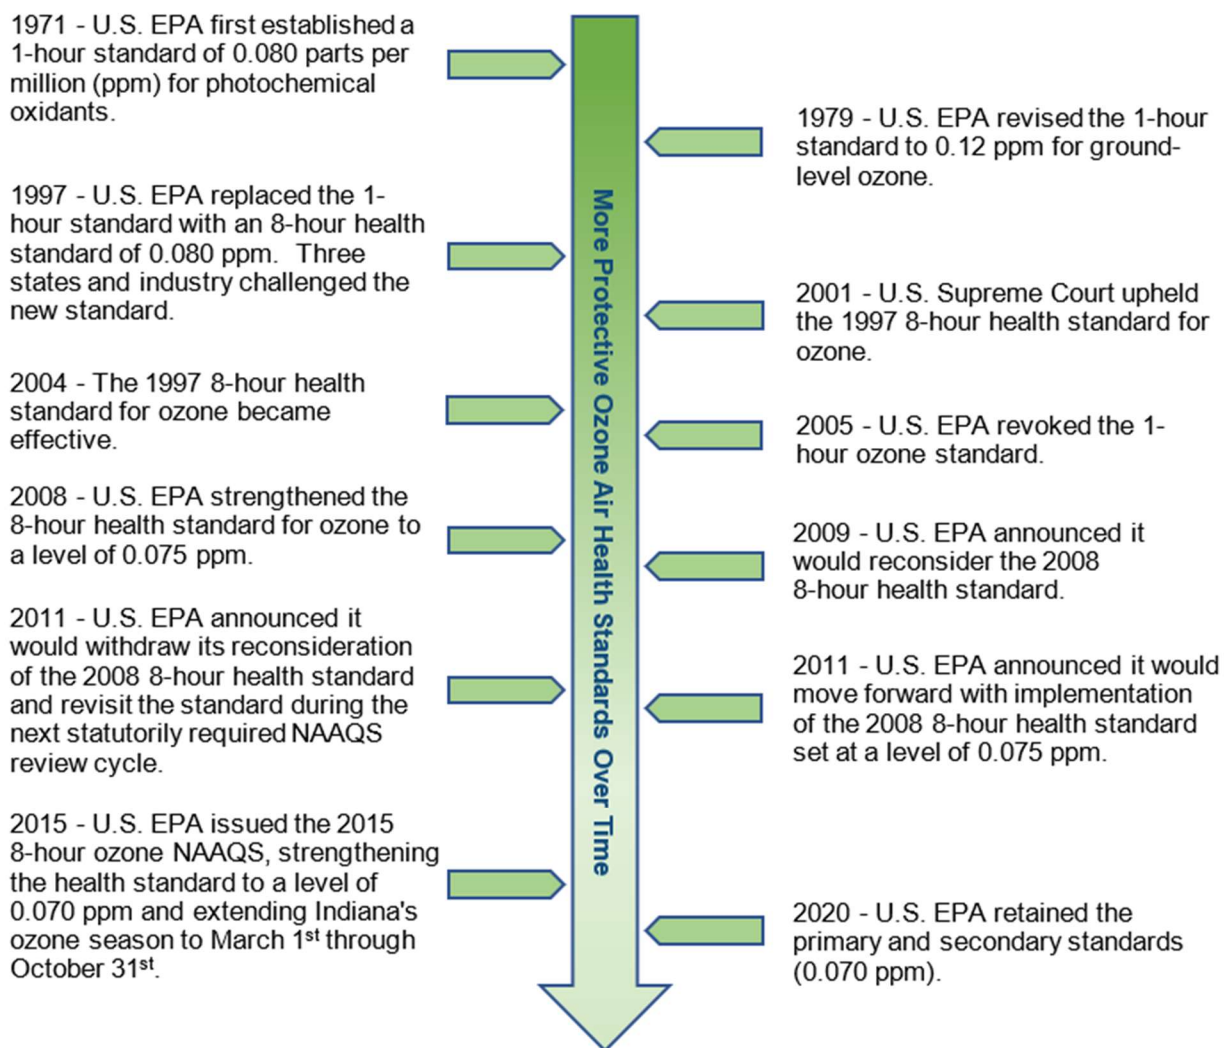 1971 - U.S. EPA first established a
1-hour standard of 0.080 parts per
million (ppm) for photochemical
oxidants.
1979 - U.S. EPA revised the 1-hour
standard to 0.12 ppm for ground-
level ozone.
1997 - U.S. EPA replaced the 1-
hour standard with an 8-hour health
standard of 0.080 ppm.  Three
states and industry challenged the
new standard.
2001 - U.S. Supreme Court upheld
the 1997 8-hour health standard for
ozone.
2004 - The 1997 8-hour health
standard for ozone became
effective.
2005 - U.S. EPA revoked the 1-
hour ozone standard.
2008 - U.S. EPA strengthened the
8-hour health standard for ozone to
a level of 0.075 ppm.
2009 - U.S. EPA announced it
would reconsider the 2008
8-hour health standard.
2011 - U.S. EPA announced it
would withdraw its reconsideration
of the 2008 8-hour health standard
and revisit the standard during the
next statutorily required NAAQS
review cycle.
2011 - U.S. EPA announced it would
move forward with implementation
of the 2008 8-hour health standard
set at a level of 0.075 ppm.
2015 - U.S. EPA issued the 2015
8-hour ozone NAAQS, strengthening
the health standard to a level of
0.070 ppm and extending Indiana's
ozone season to March 1st through
October 31st.
2020 - U.S. EPA retained the
primary and secondary standards
(0.070 ppm).
More Protective Ozone Air Health Standards Over Time